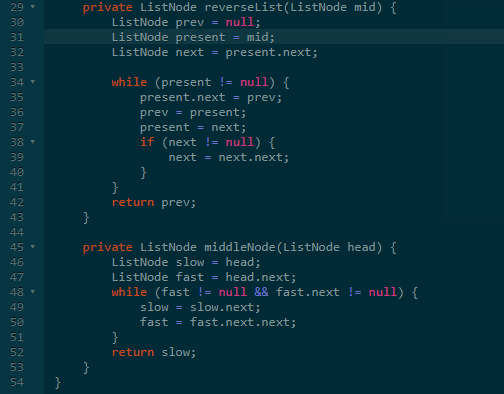 29 private ListNode reverseList(ListNode mid) {
30 ListNode prev = null;
31 ListNode present = mid;
32 ListNode next = present.next;
33
34 while (present != null) {
35 present.next = prev;
36 prev = present;
37 present = next;
38 if (next != null) {
39 next = next.next;
40 }
41 }
42 return prev;
43 }
44
45 private ListNode middleNode(ListNode head) {
46 ListNode slow = head;
47 ListNode fast = head.next;
48 while (fast != null && fast.next != null) {
49 slow = slow.next;
50 fast = fast.next.next;
51 }
52 return slow;
53 }
54 }